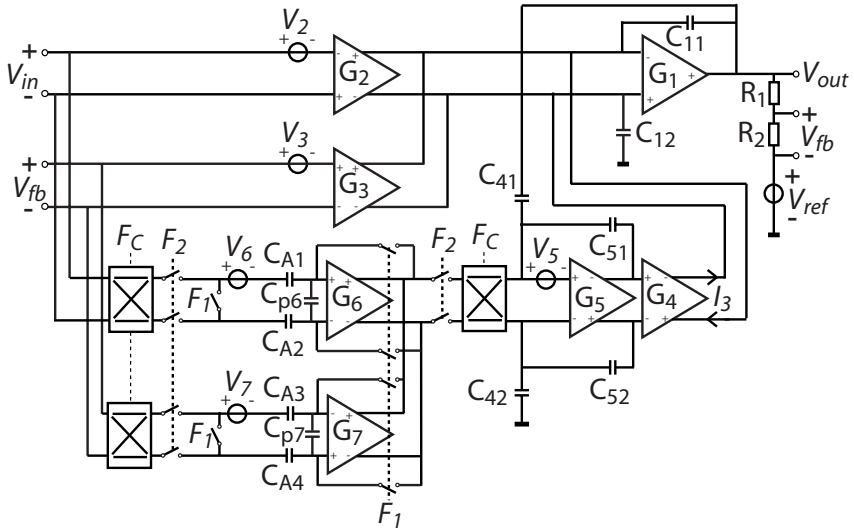 V2
+ -
+
Vin
-
- +
G2
+ -
C11
-
G1
+
Vout
R1
+
Vfb
-
R2
C12
V3
+ -
+
Vfb
-
- +
G3
+ -
C41
+
Vref
-
FC F2 V6 CA1 F2 FC V5 C51
+ -
+ -
F1
Cp6
+ -
G6
- +
+ -
G5
- +
+ -
G4
- +
I3
CA2
C42
C52
V7 CA3
+ -
FC
F1
Cp7
- +
G7
+ -
CA4
F1